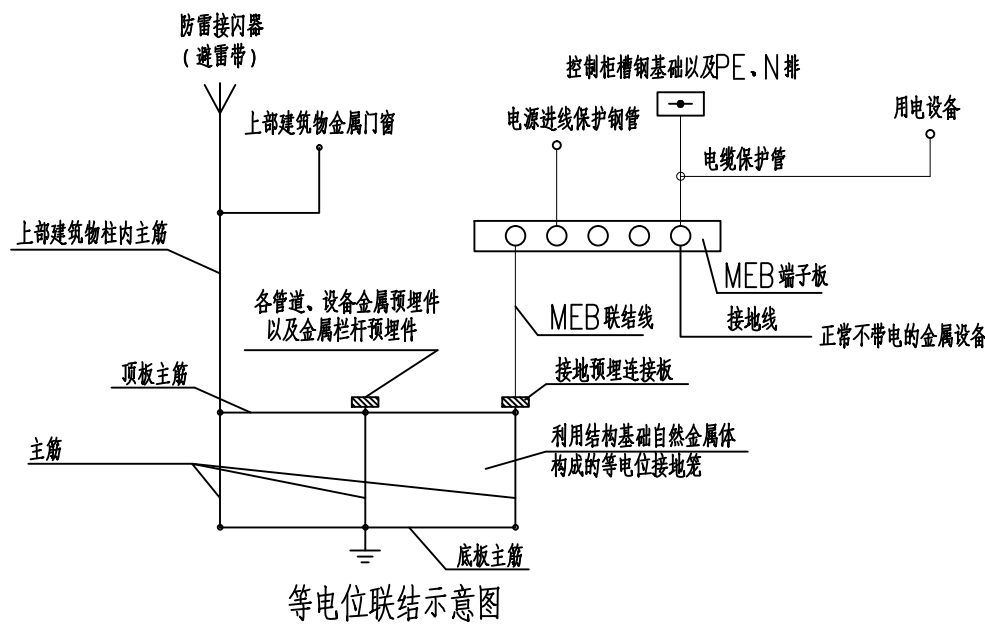 防雷接闪器
（避雷带）
控制柜槽钢基础以及PE、N排
用电设备
电源进线保护钢管
上部建筑物金属门窗
电缆保护管
上部建筑物柱内主筋
MEB端子板
各管道、设备金属预埋件
以及金属栏杆预埋件
MEB联结线
接地线
正常不带电的金属设备
顶板主筋
接地预埋连接板
主筋
利用结构基础自然金属体
构成的等电位接地笼
底板主筋
等电位联结示意图